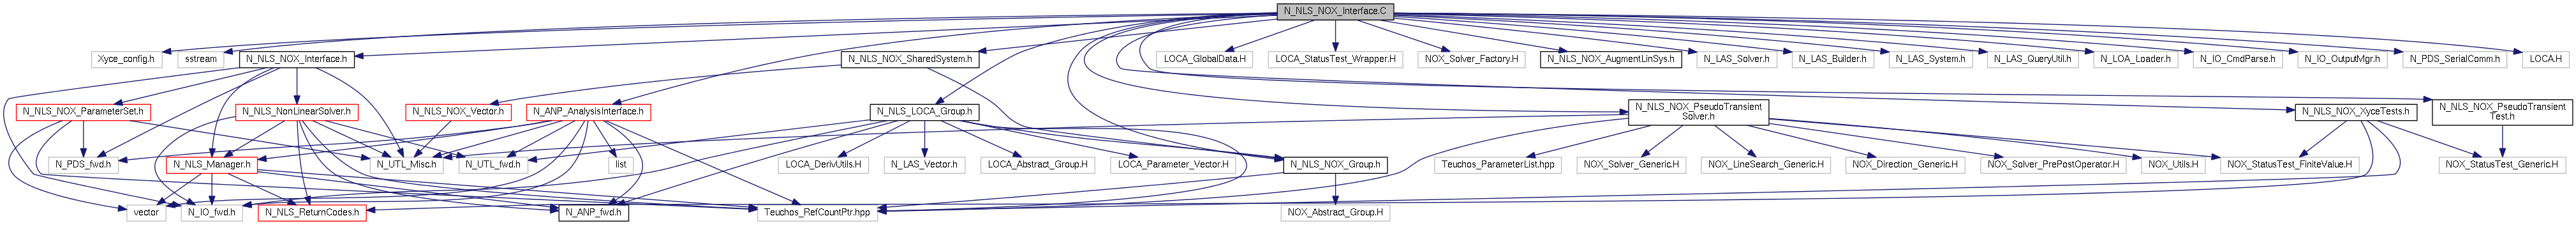 N_NLS_NOX_Interface.C
Xyce_config.h
sstream
N_NLS_NOX_Interface.h
N_NLS_NOX_SharedSystem.h
LOCA_GlobalData.H
LOCA_StatusTest_Wrapper.H
NOX_Solver_Factory.H
N_NLS_NOX_AugmentLinSys.h
N_LAS_Solver.h
N_LAS_Builder.h
N_LAS_System.h
N_LAS_QueryUtil.h
N_LOA_Loader.h
N_IO_CmdParse.h
N_IO_OutputMgr.h
N_PDS_SerialComm.h
LOCA.H
N_NLS_NOX_ParameterSet.h
N_NLS_NonLinearSolver.h
N_NLS_NOX_Vector.h
N_ANP_AnalysisInterface.h
N_NLS_LOCA_Group.h
N_NLS_NOX_PseudoTransient
Solver.h
N_NLS_NOX_XyceTests.h
N_NLS_NOX_PseudoTransient
Test.h
N_PDS_fwd.h
N_NLS_Manager.h
N_UTL_Misc.h
N_UTL_fwd.h
list
LOCA_DerivUtils.H
N_LAS_Vector.h
LOCA_Abstract_Group.H
LOCA_Parameter_Vector.H
N_NLS_NOX_Group.h
Teuchos_ParameterList.hpp
NOX_Solver_Generic.H
NOX_LineSearch_Generic.H
NOX_Direction_Generic.H
NOX_Solver_PrePostOperator.H
NOX_Utils.H
NOX_StatusTest_FiniteValue.H
NOX_StatusTest_Generic.H
vector
N_IO_fwd.h
N_NLS_ReturnCodes.h
N_ANP_fwd.h
Teuchos_RefCountPtr.hpp
NOX_Abstract_Group.H